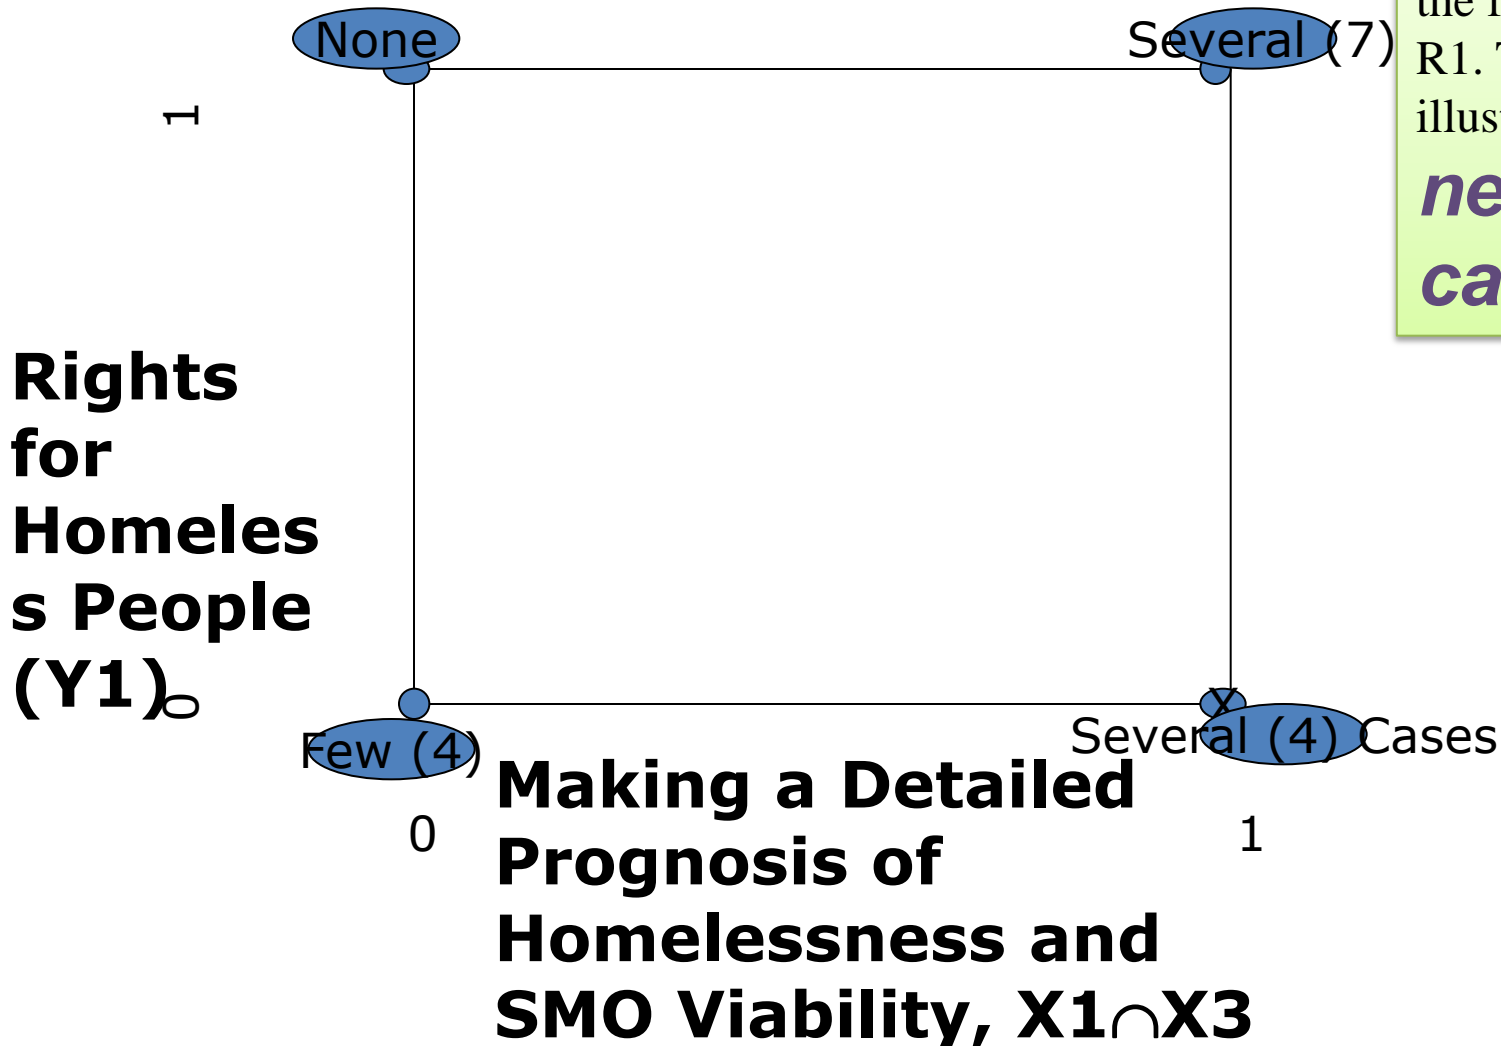 None
Several (7)
1
the
R1.
illus
ne
ca
Rights
for
Homeles
s People
(Y1)
0
Few (4)
X
Several (4) Cases
0
1
Making a Detailed
Prognosis of
Homelessness and
SMO Viability, X1∩X3